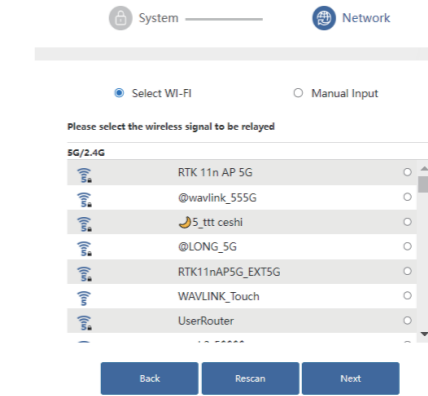 System
Network
Select WI-FI
Manual Input
Please select the wireless signal to be relayed
5G/2.4G
RTK 11n AP 5G
@wavlink_555G
🌙5_ttt ceshi
@LONG_5G
RTK11nAP5G_EXT5G
WAVLINK_Touch
UserRouter
Back Rescan Next